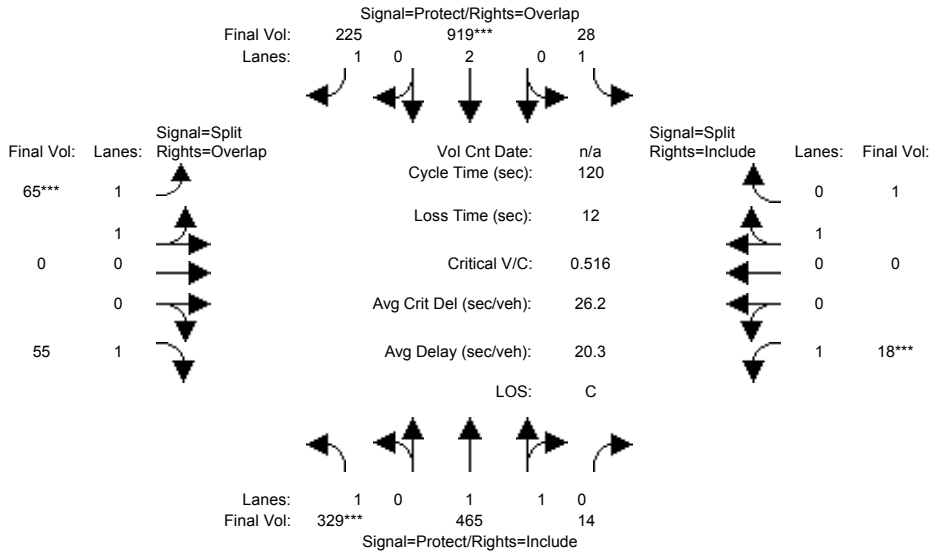 Signal=Protect/Rights=Overlap
Final Vol: 225 919*** 28
Lanes: 1 0 2 0 1
Signal=Split
Final Vol: Lanes: Rights=Overlap
Vol Cnt Date: n/a
Signal=Split
Rights=Include Lanes: Final Vol:
Cycle Time (sec): 120
65*** 1
0 1
Loss Time (sec): 12
1
1
0 0
Critical V/C: 0.516
0 0
0
Avg Crit Del (sec/veh): 26.2
0
55 1
Avg Delay (sec/veh): 20.3
1 18***
LOS: C
Lanes: 1 0 1 1 0
Final Vol: 329*** 465 14
Signal=Protect/Rights=Include